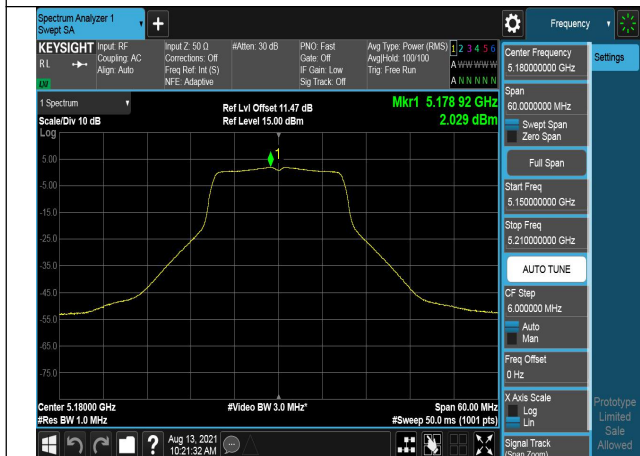 Spectrum Analyzer 1
Swept SA
+
Frequency
KEYSIGHT
Input: RF
Input Z: 50 Ω
#Atten: 30 dB
PNO: Fast
Avg Type: Power (RMS)
1 2 3 4 5 6
R L
Coupling: AC
Corrections: Off
Gate: Off
Avg|Hold: 100/100
A W W W W W
Align: Auto
Freq Ref: Int (S)
IF Gain: Low
Trig: Free Run
NFE: Adaptive
Sig Track: Off
A N N N N N
1 Spectrum
Scale/Div 10 dB
Log
Ref Lvl Offset 11.47 dB
Ref Level 15.00 dBm
Mkr1 5.178 92 GHz
2.029 dBm
1
5.00
-5.00
-15.0
-25.0
-35.0
-45.0
-55.0
-65.0
-75.0
Center 5.18000 GHz
#Video BW 3.0 MHz*
Span 60.00 MHz
#Res BW 1.0 MHz
#Sweep 50.0 ms (1001 pts)
?
Aug 13, 2021
10:21:32 AM
Center Frequency
5.180000000 GHz
Settings
Span
60.0000000 MHz
Swept Span
Zero Span
Full Span
Start Freq
5.150000000 GHz
Stop Freq
5.210000000 GHz
AUTO TUNE
CF Step
6.000000 MHz
Auto
Man
Freq Offset
0 Hz
X Axis Scale
Log
Lin
Signal Track
(Span Zoom)
Prototype
Limited
Sale
Allowed